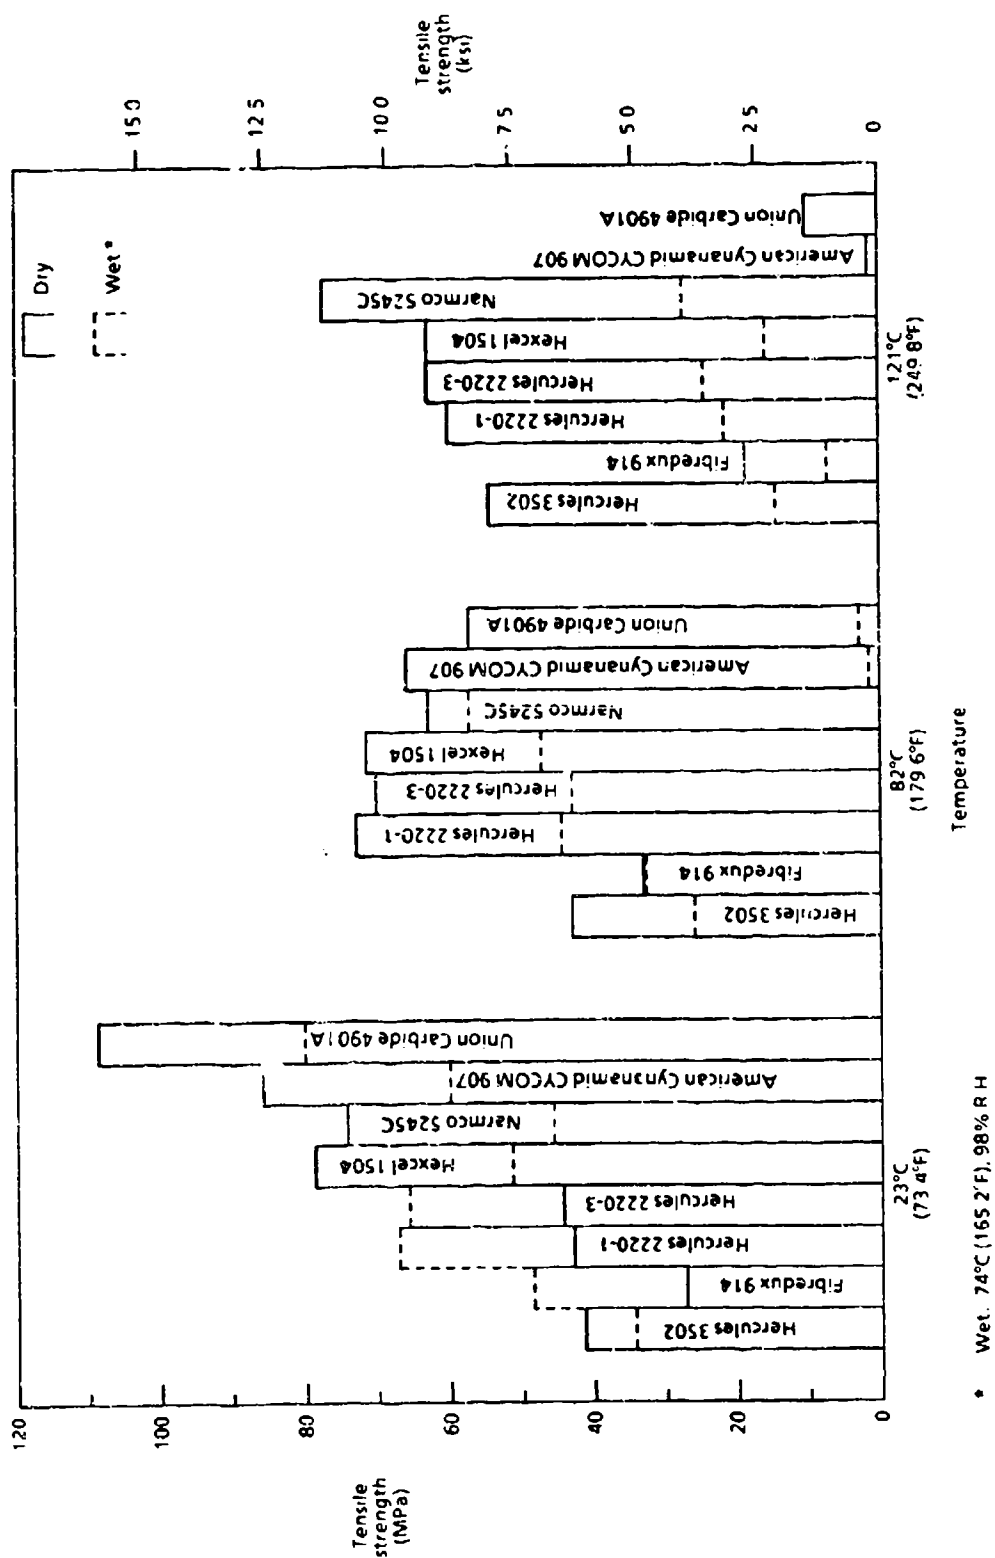 Tensile
strength
(MPa)
120
100
80
60
40
20
0
Dry
Wet*
Tensile
strength
(ksi)
15 0
12 5
10 0
7 5
5 0
2 5
0
Hercules 3502
Fibredux 914
Hercules 2220-1
Hercules 2220-3
Hexcel 1504
Narmco 5245C
American Cynanamid CYCOM 907
Union Carbide 4901A
23°C
(73 4°F)
Hercules 3502
Fibredux 914
Hercules 2220-1
Hercules 2220-3
Hexcel 1504
Narmco 5245C
American Cynanamid CYCOM 907
Union Carbide 4901A
82°C
(179 6°F)
Hercules 3502
Fibredux 914
Hercules 2220-1
Hercules 2220-3
Hexcel 1504
Narmco 5245C
American Cynanamid CYCOM 907
Union Carbide 4901A
121°C
(249 8°F)
Temperature
* Wet. 74°C (165 2°F), 98% R H